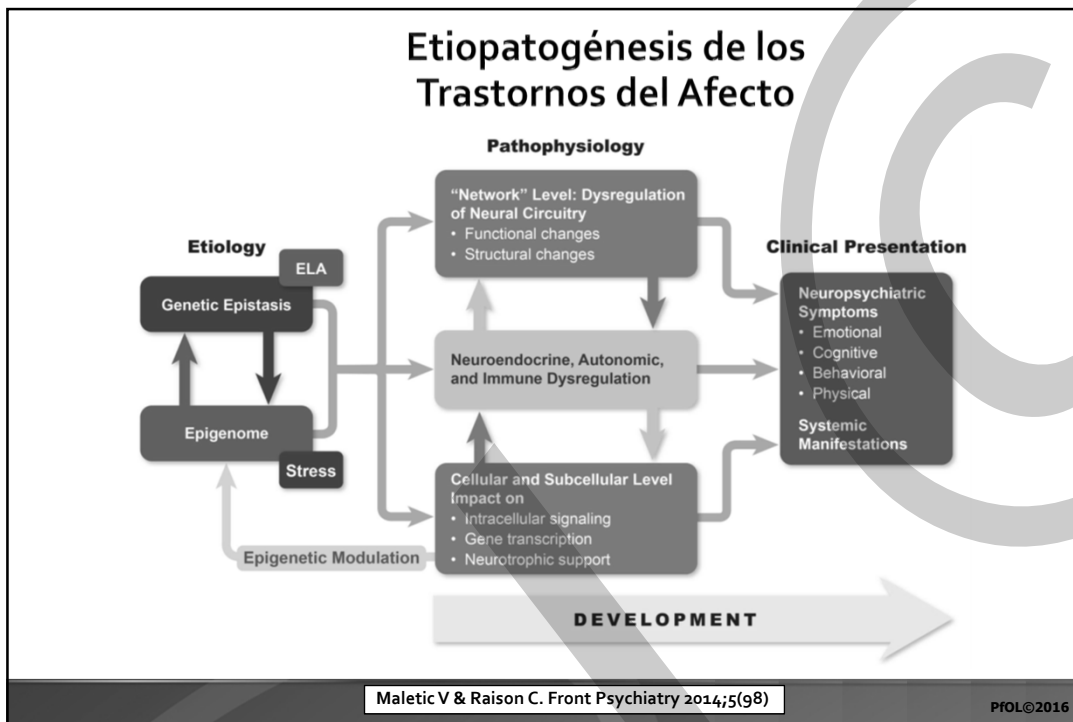 Etiopatogénesis de los
Trastornos del Afecto
Pathophysiology
"Network" Level: Dysregulation
of Neural Circuitry
• Functional changes
• Structural changes
Etiology
ELA
Genetic Epistasis
Epigenome
Stress
Neuroendocrine, Autonomic,
and Immune Dysregulation
Cellular and Subcellular Level
Impact on
• Intracellular signaling
• Gene transcription
• Neurotrophic support
Epigenetic Modulation
Clinical Presentation
Neuropsychiatric
Symptoms
• Emotional
• Cognitive
• Behavioral
• Physical
Systemic
Manifestations
DEVELOPMENT
Maletic V & Raison C. Front Psychiatry 2014;5(98)
PfOL©2016